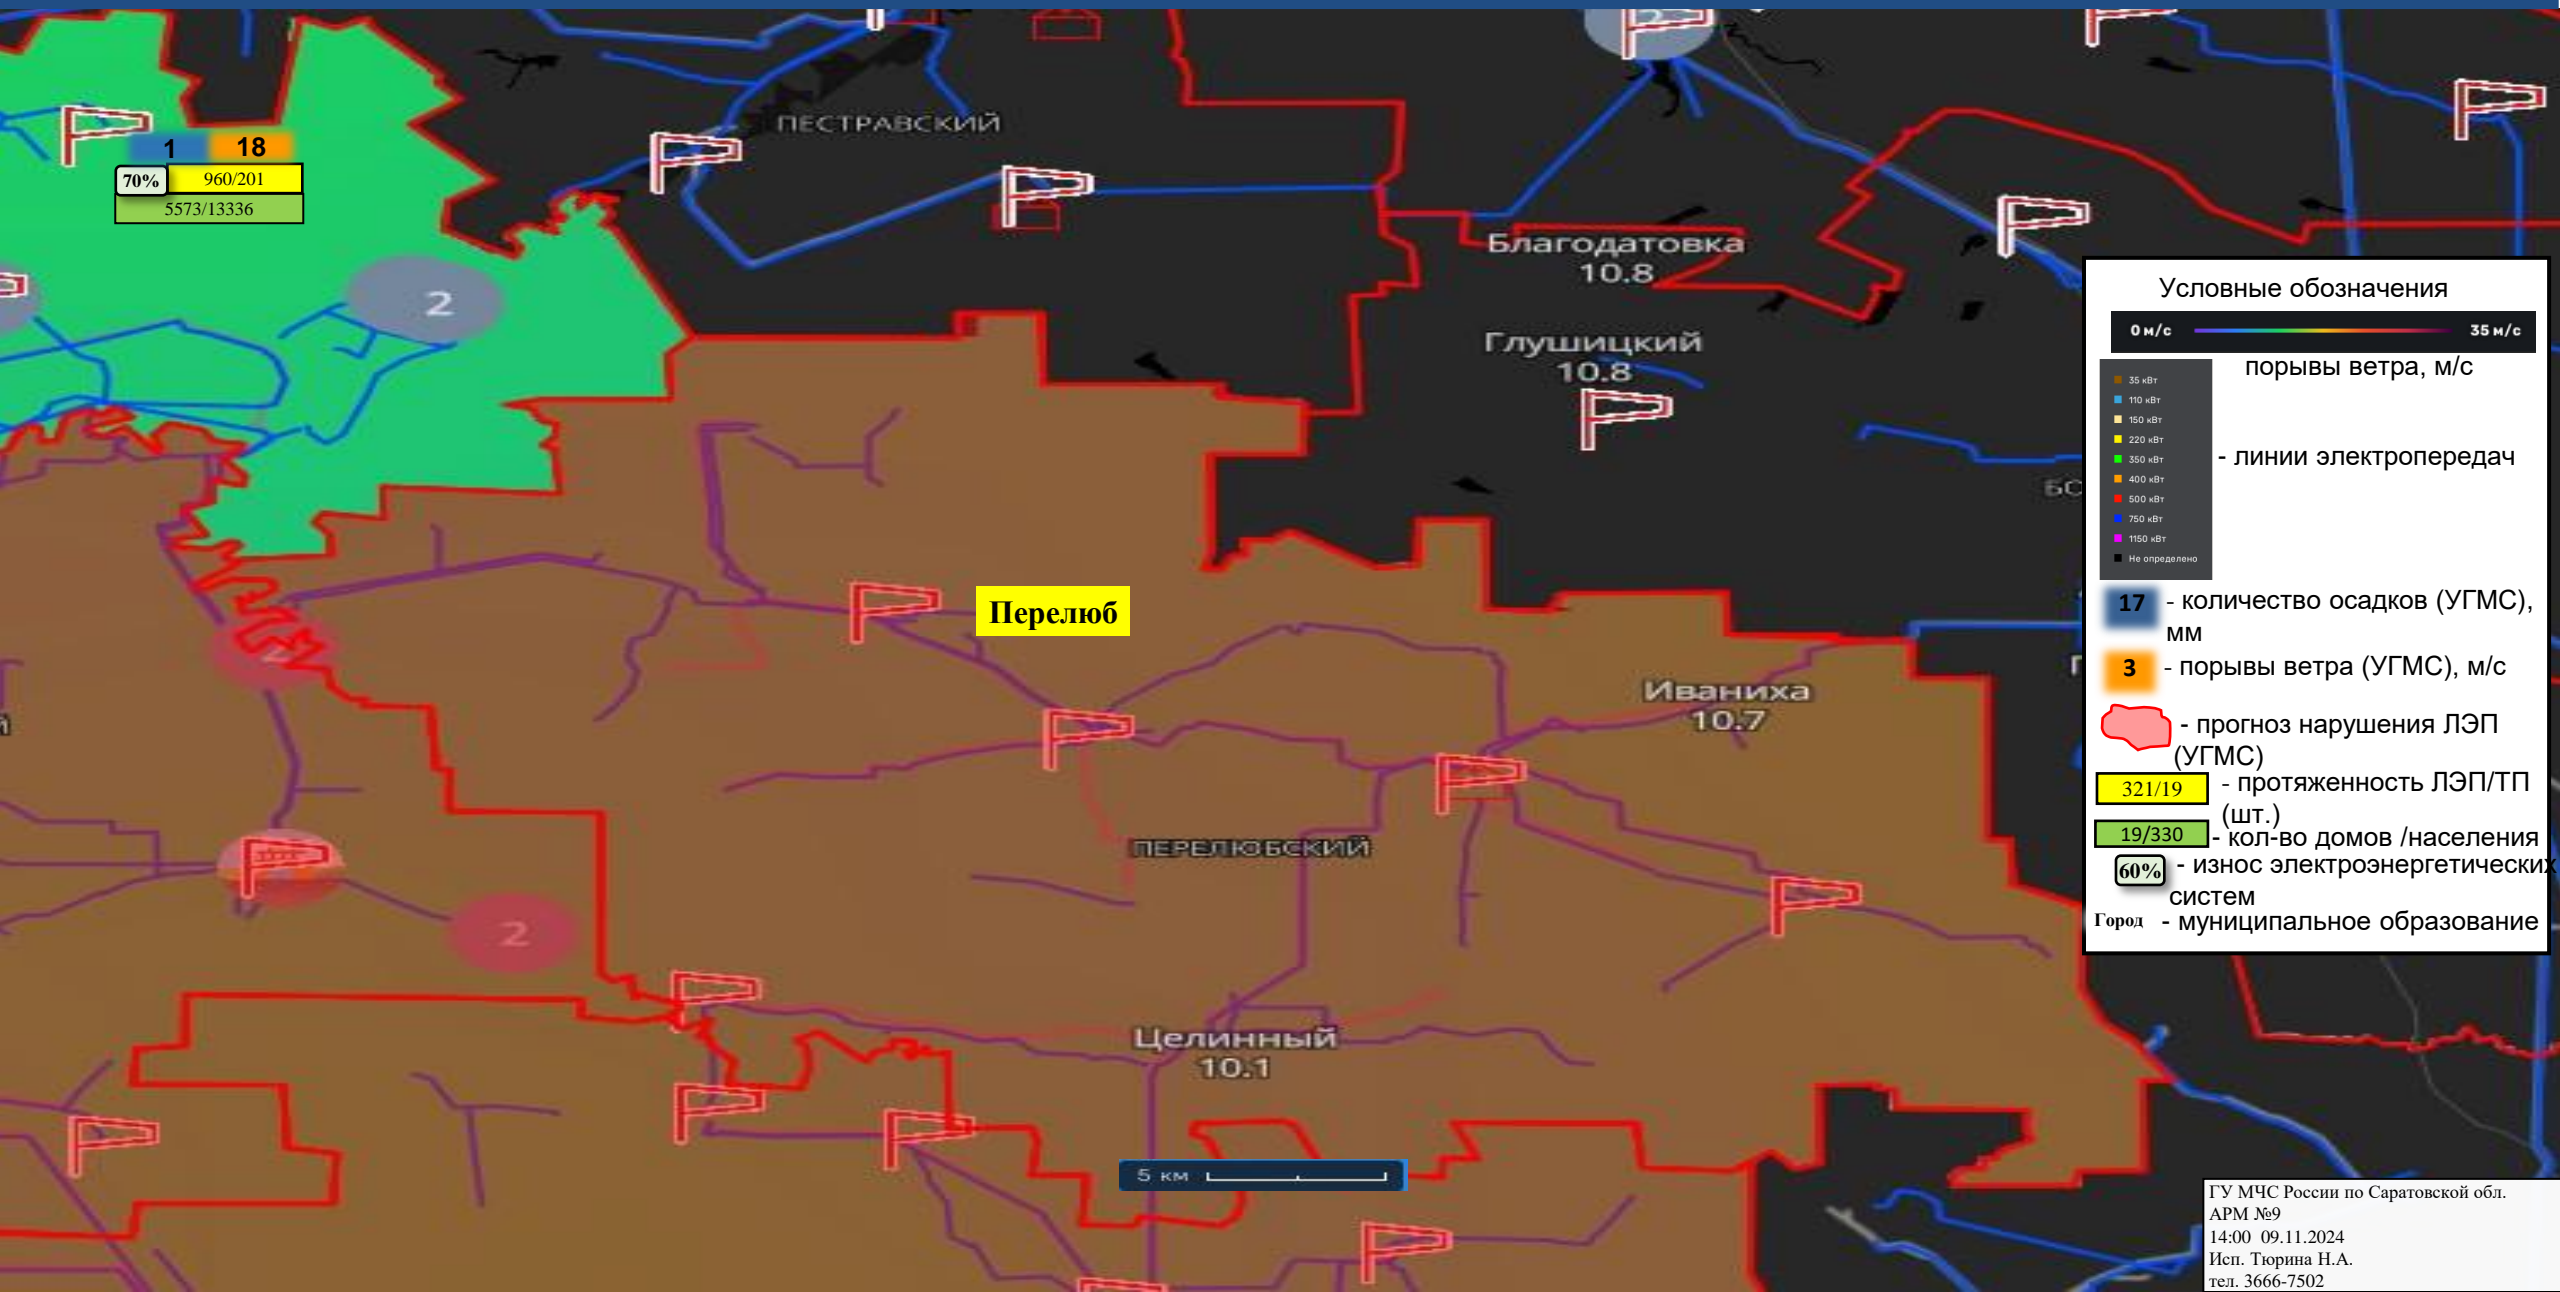 2
ПЕСТРАВСКИЙ
1 18
70% 960/201
5573/13336
2
Благодатовка
10.8
Глушицкий
10.8
Перелюб
Иваниха
10.7
ПЕРЕЛЮБСКИЙ
2
2
Целинный
10.1
5 км
Условные обозначения
0 м/с 35 м/с
порывы ветра, м/с
35 кВт
110 кВт
150 кВт
220 кВт
350 кВт
400 кВт
500 кВт
750 кВт
1150 кВт
Не определено
- линии электропередач
17 - количество осадков (УГМС),
мм
3 - порывы ветра (УГМС), м/с
- прогноз нарушения ЛЭП
(УГМС)
321/19 - протяженность ЛЭП/ТП
(шт.)
19/330 - кол-во домов /населения
60% - износ электроэнергетических
систем
Город - муниципальное образование
ГУ МЧС России по Саратовской обл.
АРМ №9
14:00 09.11.2024
Исп. Тюрина Н.А.
тел. 3666-7502